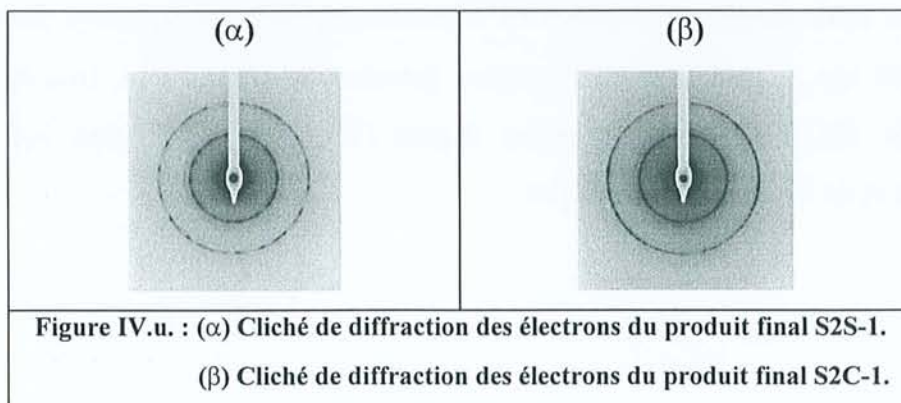 (α)
(β)
Figure IV.u. : (α) Cliché de diffraction des électrons du produit final S2S-1.
(β) Cliché de diffraction des électrons du produit final S2C-1.